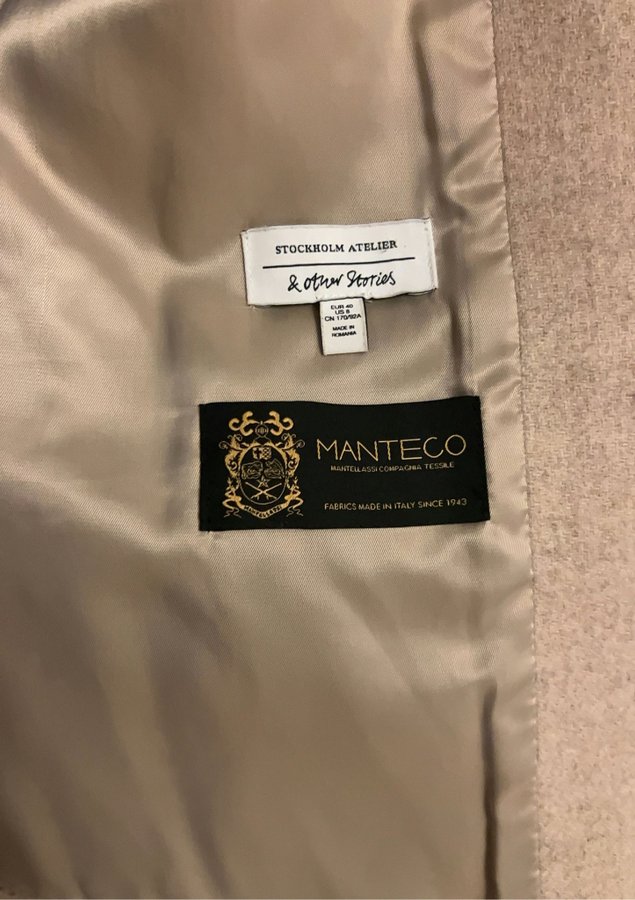 STOCKHOLM ATELIER
& other Stories
EUR 40
US 8
CN 170/92A
MADE IN
ROMANIA
MANTECO
MANTELLASSI COMPAGNIA TESSILE
FABRICS MADE IN ITALY SINCE 1943
MANTELLASSI